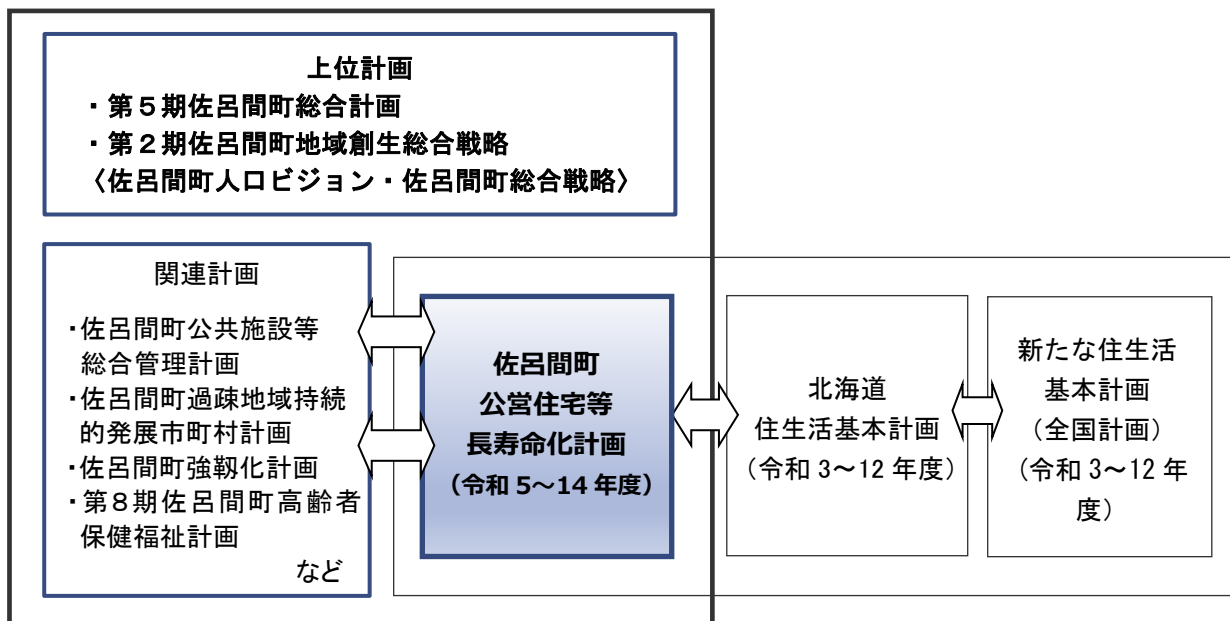 上位計画
・第５期佐呂間町総合計画
・第２期佐呂間町地域創生総合戦略
〈佐呂間町人口ビジョン・佐呂間町総合戦略〉
関連計画
・佐呂間町公共施設等
総合管理計画
・佐呂間町過疎地域持続
的発展市町村計画
・佐呂間町強靱化計画
・第８期佐呂間町高齢者
保健福祉計画
など
佐呂間町
公営住宅等
長寿命化計画
（令和 5～14 年度）
北海道
住生活基本計画
（令和 3～12 年度）
新たな住生活
基本計画
（全国計画）
（令和 3～12 年
度）